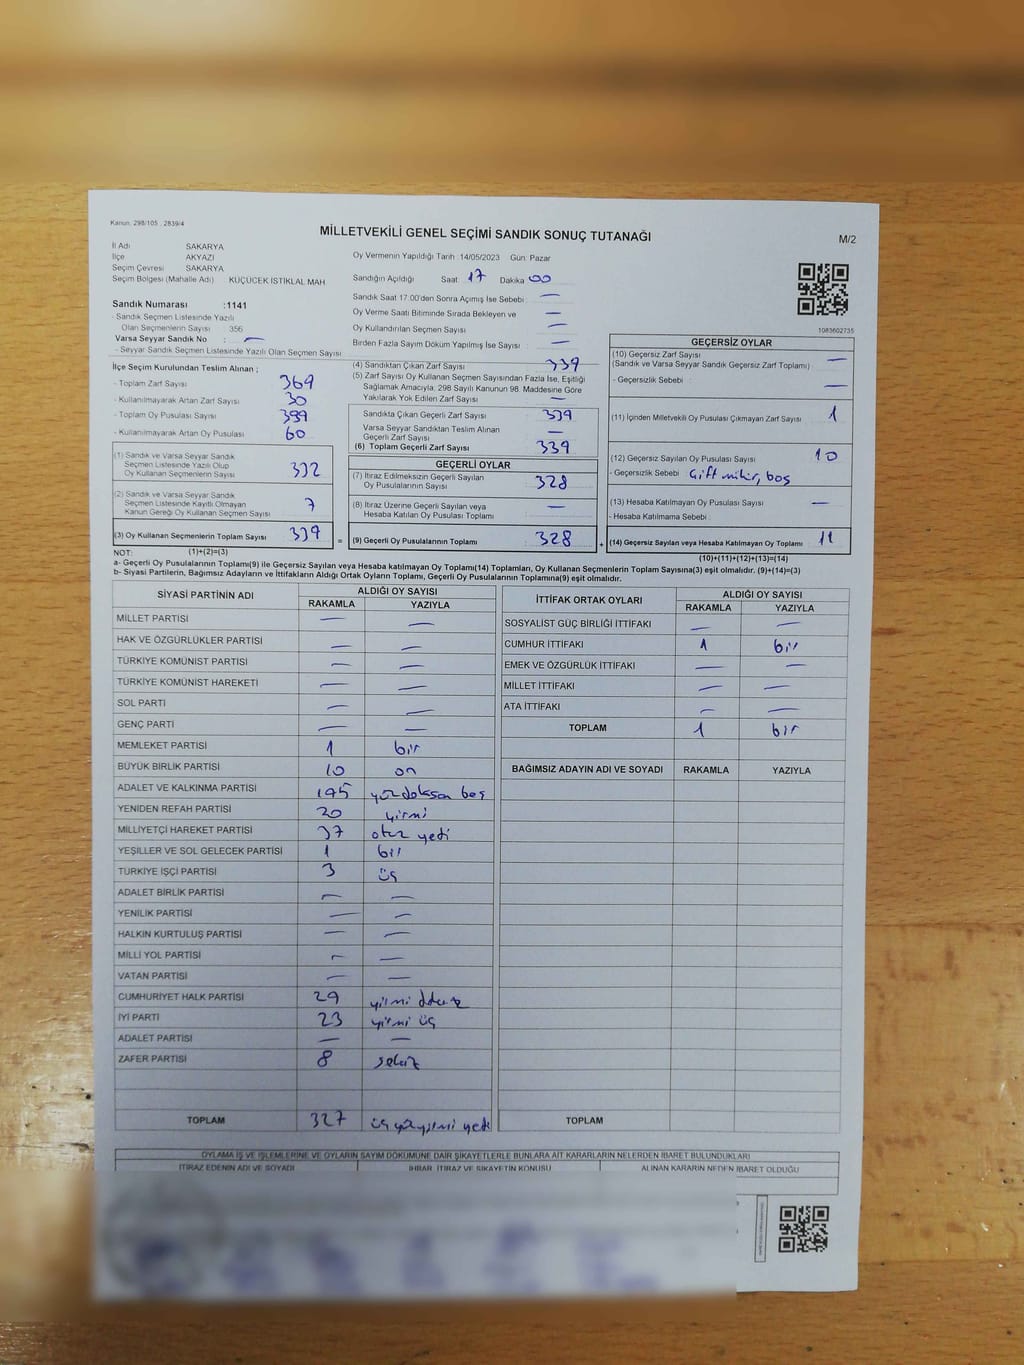 Kanun: 298/105 , 2839/4
MİLLETVEKİLİ GENEL SEÇİMİ SANDIK SONUÇ TUTANAĞI
M/2
İl Adı SAKARYA
İlçe AKYAZI
Seçim Çevresi SAKARYA
Seçim Bölgesi (Mahalle Adı) KÜÇÜCEK İSTİKLAL MAH
Sandık Numarası :1141
- Sandık Seçmen Listesinde Yazılı
Olan Seçmenlerin Sayısı 356
Varsa Seyyar Sandık No : —
- Seyyar Sandık Seçmen Listesinde Yazılı Olan Seçmen Sayısı
Oy Vermenin Yapıldığı Tarih :14/05/2023 Gün: Pazar
Sandığın Açıldığı Saat: 17 Dakika 00
Sandık Saat 17.00'den Sonra Açımış İse Sebebi : —
Oy Verme Saati Bitiminde Sırada Bekleyen ve —
Oy Kullandırılan Seçmen Sayısı —
Birden Fazla Sayım Döküm Yapılmış İse Sayısı : —
1083602735
İlçe Seçim Kurulundan Teslim Alınan ;
- Toplam Zarf Sayısı 369
- Kullanılmayarak Artan Zarf Sayısı 30
- Toplam Oy Pusulası Sayısı 399
- Kullanılmayarak Artan Oy Pusulası 60
(1) Sandık ve Varsa Seyyar Sandık
Seçmen Listesinde Yazılı Olup
Oy Kullanan Seçmenlerin Sayısı 332
(2) Sandık ve Varsa Seyyar Sandık
Seçmen Listesinde Kayıtlı Olmayan
Kanun Gereği Oy Kullanan Seçmen Sayısı 7
(3) Oy Kullanan Seçmenlerin Toplam Sayısı 339 =
(1)+(2)=(3)
(4) Sandıktan Çıkan Zarf Sayısı 339
(5) Zarf Sayısı Oy Kullanan Seçmen Sayısından Fazla İse, Eşitliği
Sağlamak Amacıyla, 298 Sayılı Kanunun 98. Maddesine Göre
Yakılarak Yok Edilen Zarf Sayısı —
Sandıkta Çıkan Geçerli Zarf Sayısı 339
Varsa Seyyar Sandıktan Teslim Alınan
Geçerli Zarf Sayısı —
(6) Toplam Geçerli Zarf Sayısı 339
GEÇERLİ OYLAR
(7) İtiraz Edilmeksizin Geçerli Sayılan
Oy Pusulalarının Sayısı 328
(8) İtiraz Üzerine Geçerli Sayılan veya
Hesaba Katılan Oy Pusulası Toplamı —
(9) Geçerli Oy Pusulalarının Toplamı 328 +
GEÇERSİZ OYLAR
(10) Geçersiz Zarf Sayısı —
(Sandık ve Varsa Seyyar Sandık Geçersiz Zarf Toplamı)
- Geçersizlik Sebebi : —
(11) İçinden Milletvekili Oy Pusulası Çıkmayan Zarf Sayısı 1
(12) Geçersiz Sayılan Oy Pusulası Sayısı 10
- Geçersizlik Sebebi : Çift mühür, boş
(13) Hesaba Katılmayan Oy Pusulası Sayısı —
- Hesaba Katılmama Sebebi :
(14) Geçersiz Sayılan veya Hesaba Katılmayan Oy Toplamı 11
(10)+(11)+(12)+(13)=(14)
NOT:
a- Geçerli Oy Pusulalarının Toplamı(9) ile Geçersiz Sayılan veya Hesaba katılmayan Oy Toplamı(14) Toplamları, Oy Kullanan Seçmenlerin Toplam Sayısına(3) eşit olmalıdır. (9)+(14)=(3)
b- Siyasi Partilerin, Bağımsız Adayların ve İttifakların Aldığı Ortak Oyların Toplamı, Geçerli Oy Pusulalarının Toplamına(9) eşit olmalıdır.
SİYASİ PARTİNİN ADI ALDIĞI OY SAYISI
RAKAMLA YAZIYLA
MİLLET PARTİSİ — —
HAK VE ÖZGÜRLÜKLER PARTİSİ — —
TÜRKİYE KOMÜNİST PARTİSİ — —
TÜRKİYE KOMÜNİST HAREKETİ — —
SOL PARTİ — —
GENÇ PARTİ — —
MEMLEKET PARTİSİ 1 bir
BÜYÜK BİRLİK PARTİSİ 10 on
ADALET VE KALKINMA PARTİSİ 195 yüzdoksan beş
YENİDEN REFAH PARTİSİ 20 yirmi
MİLLİYETÇİ HAREKET PARTİSİ 37 otuz yedi
YEŞİLLER VE SOL GELECEK PARTİSİ 1 bir
TÜRKİYE İŞÇİ PARTİSİ 3 üç
ADALET BİRLİK PARTİSİ — —
YENİLİK PARTİSİ — —
HALKIN KURTULUŞ PARTİSİ — —
MİLLİ YOL PARTİSİ — —
VATAN PARTİSİ — —
CUMHURİYET HALK PARTİSİ 29 yirmi dokuz
İYİ PARTİ 23 yirmi üç
ADALET PARTİSİ — —
ZAFER PARTİSİ 8 sekiz
TOPLAM 327 üç yüz yirmi yedi
İTTİFAK ORTAK OYLARI ALDIĞI OY SAYISI
RAKAMLA YAZIYLA
SOSYALİST GÜÇ BİRLİĞİ İTTİFAKI — —
CUMHUR İTTİFAKI 1 bir
EMEK VE ÖZGÜRLÜK İTTİFAKI — —
MİLLET İTTİFAKI — —
ATA İTTİFAKI — —
TOPLAM 1 bir
BAĞIMSIZ ADAYIN ADI VE SOYADI RAKAMLA YAZIYLA
TOPLAM
OYLAMA İŞ VE İŞLEMLERİNE VE OYLARIN SAYIM DÖKÜMÜNE DAİR ŞİKAYETLERLE BUNLARA AİT KARARLARIN NELERDEN İBARET BULUNDUKLARI
İTİRAZ EDENİN ADI VE SOYADI İHBAR, İTİRAZ VE ŞİKAYETİN KONUSU ALINAN KARARIN NEDEN İBARET OLDUĞU